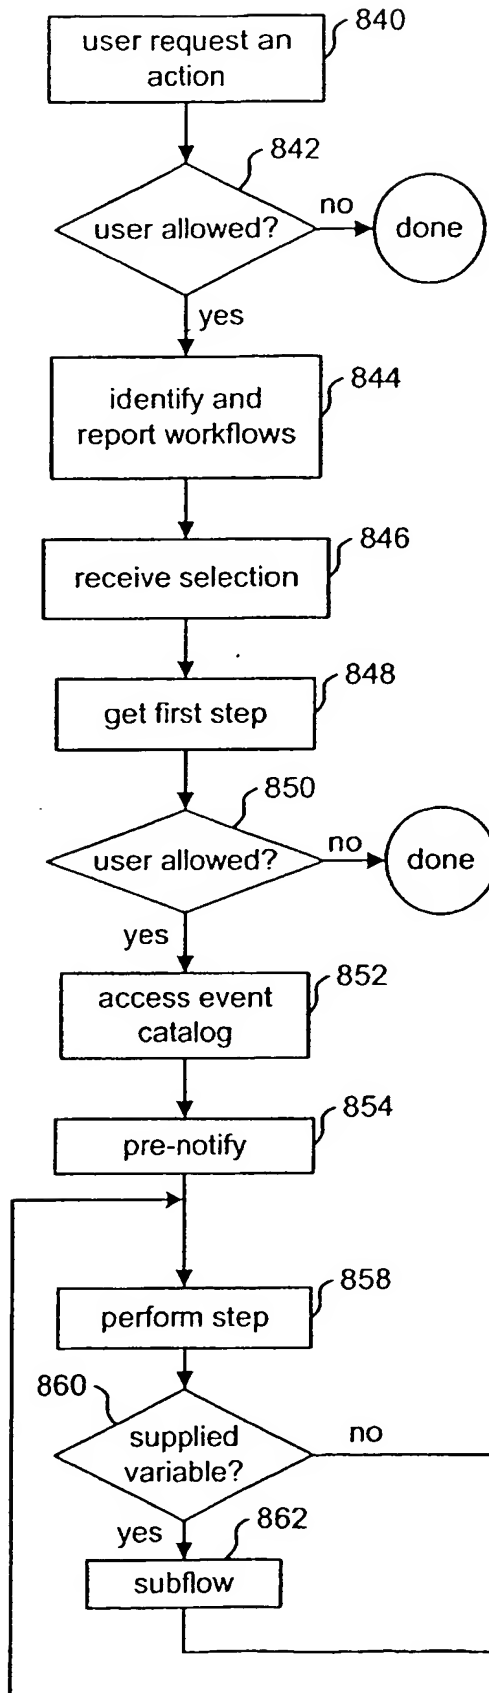 user request an
action
840
842
user allowed?
no
done
yes
identify and
report workflows
844
receive selection
846
get first step
848
850
user allowed?
no
done
yes
access event
catalog
852
pre-notify
854
perform step
858
860
supplied
variable?
no
yes
862
subflow